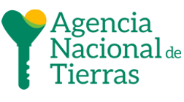 Agencia
Nacional de
Tierras